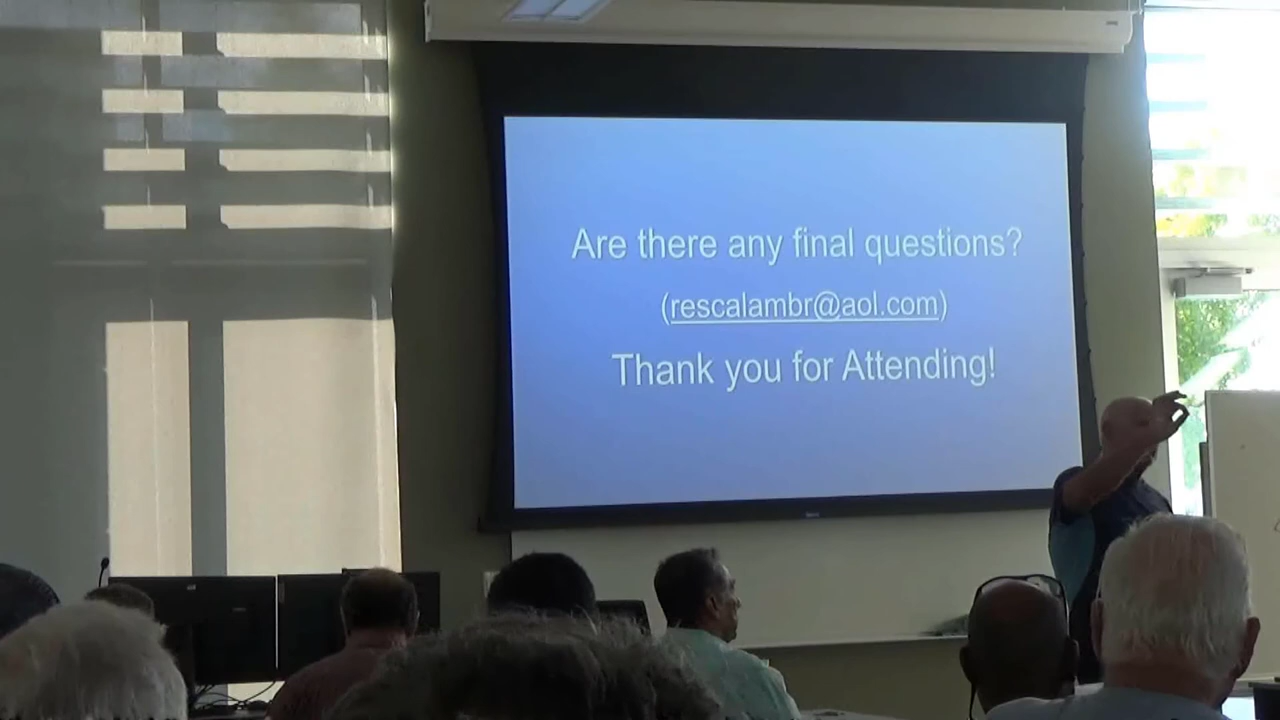 Are there any final questions?
(rescalambr@aol.com)
Thank you for Attending!